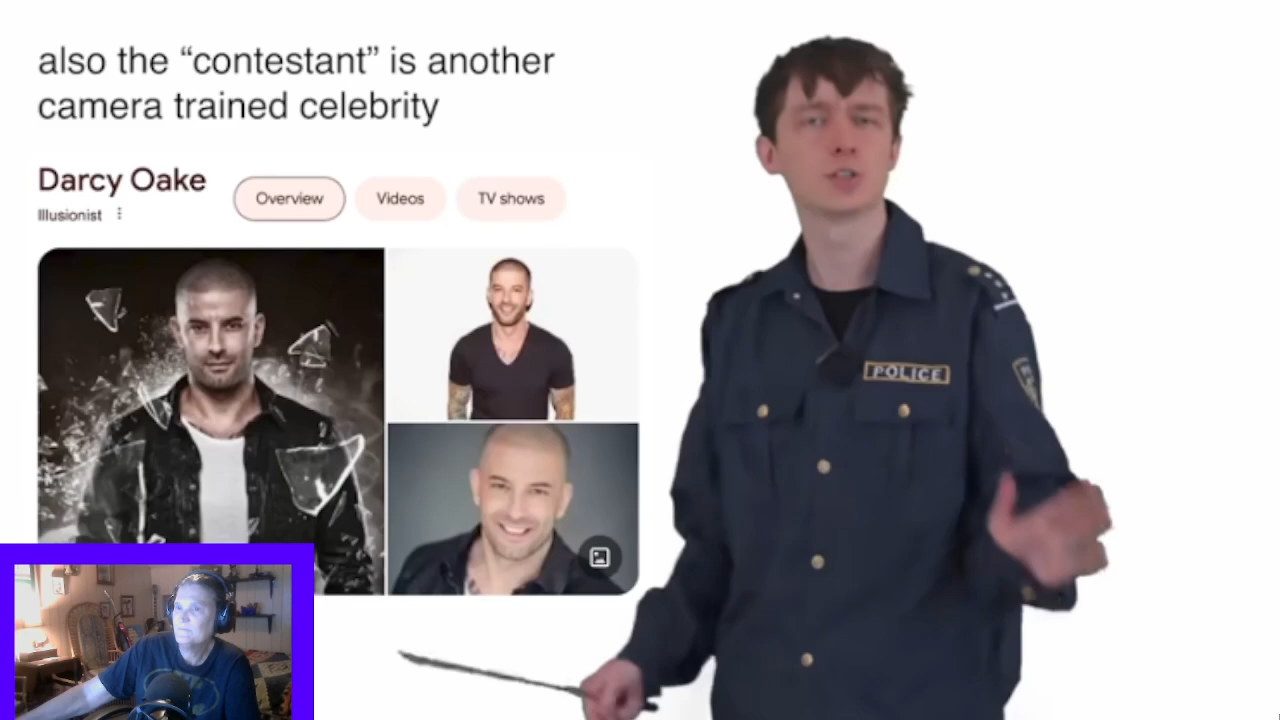 also the “contestant” is another
camera trained celebrity
Darcy Oake
Overview
Videos
TV shows
Illusionist
POLICE